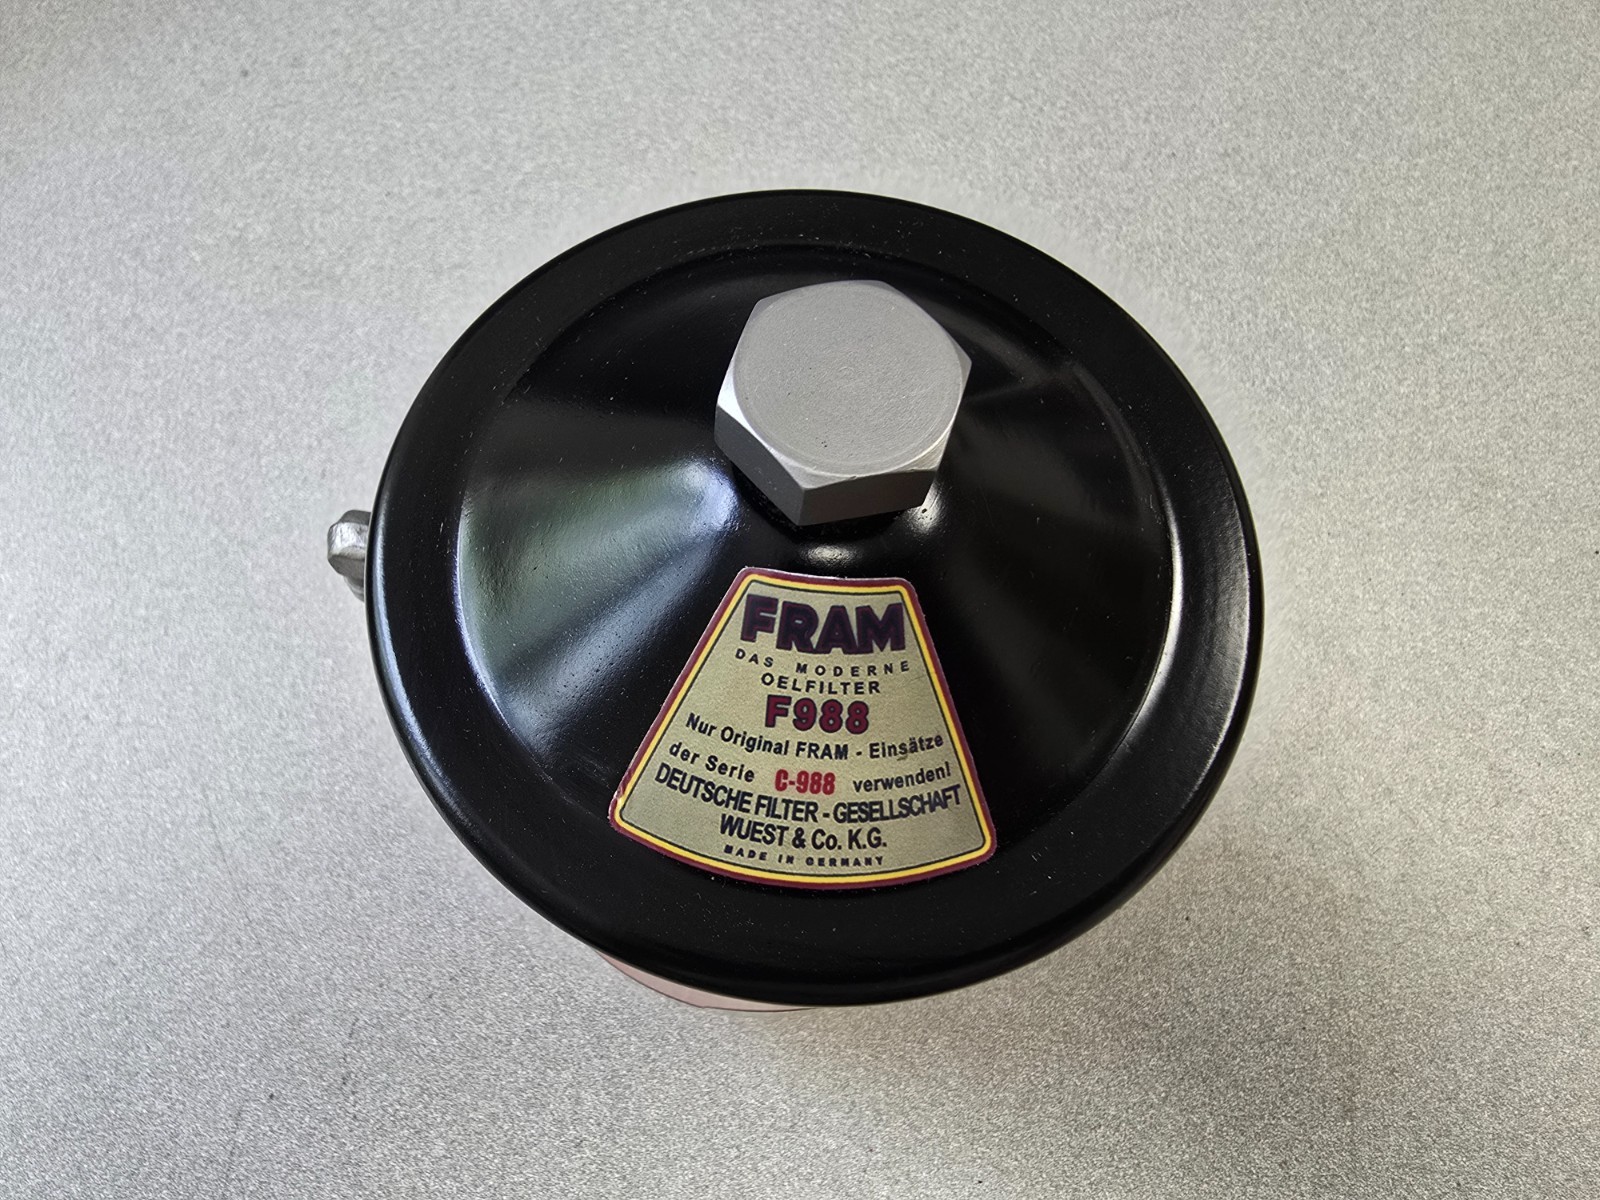 FRAM
DAS MODERNE
OELFILTER
F988
Nur Original FRAM - Einsätze
der Serie C-988 verwenden!
DEUTSCHE FILTER - GESELLSCHAFT
WUEST & Co. K.G.
MADE IN GERMANY